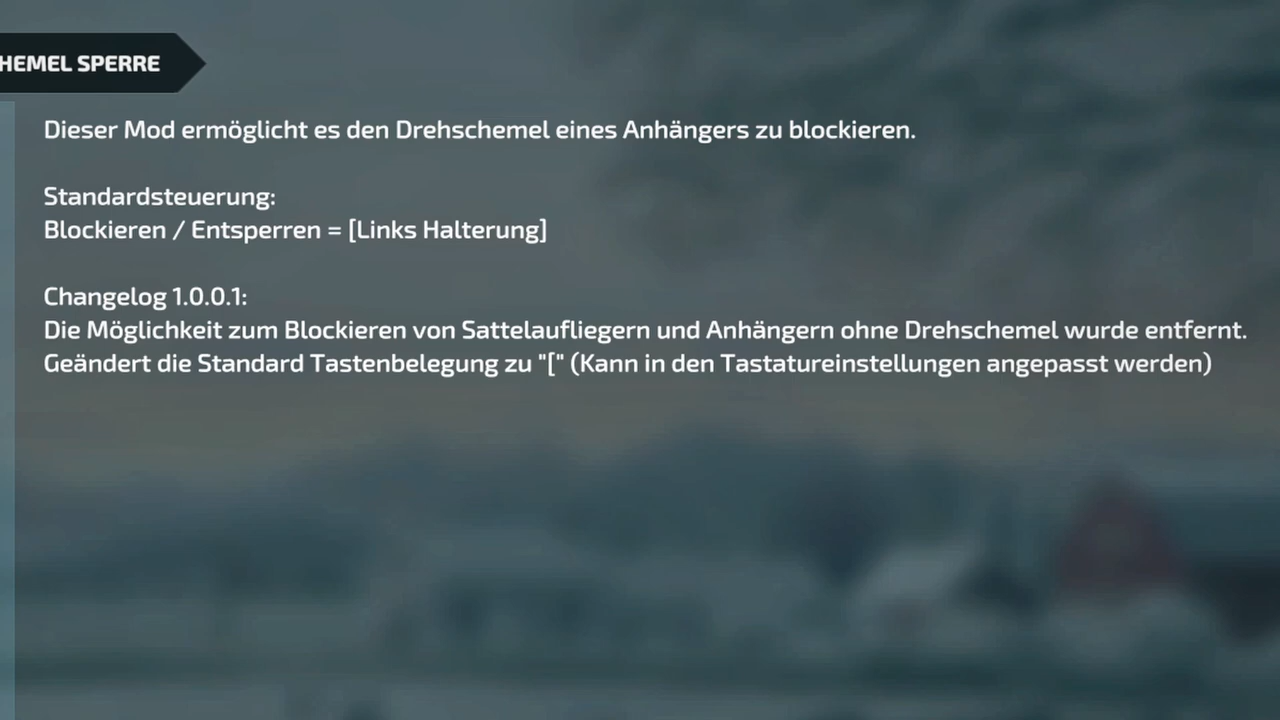 HEMEL SPERRE
Dieser Mod ermöglicht es den Drehschemel eines Anhängers zu blockieren.
Standardsteuerung:
Blockieren / Entsperren = [Links Halterung]
Changelog 1.0.0.1:
Die Möglichkeit zum Blockieren von Sattelaufliegern und Anhängern ohne Drehschemel wurde entfernt.
Geändert die Standard Tastenbelegung zu "[" (Kann in den Tastatureinstellungen angepasst werden)